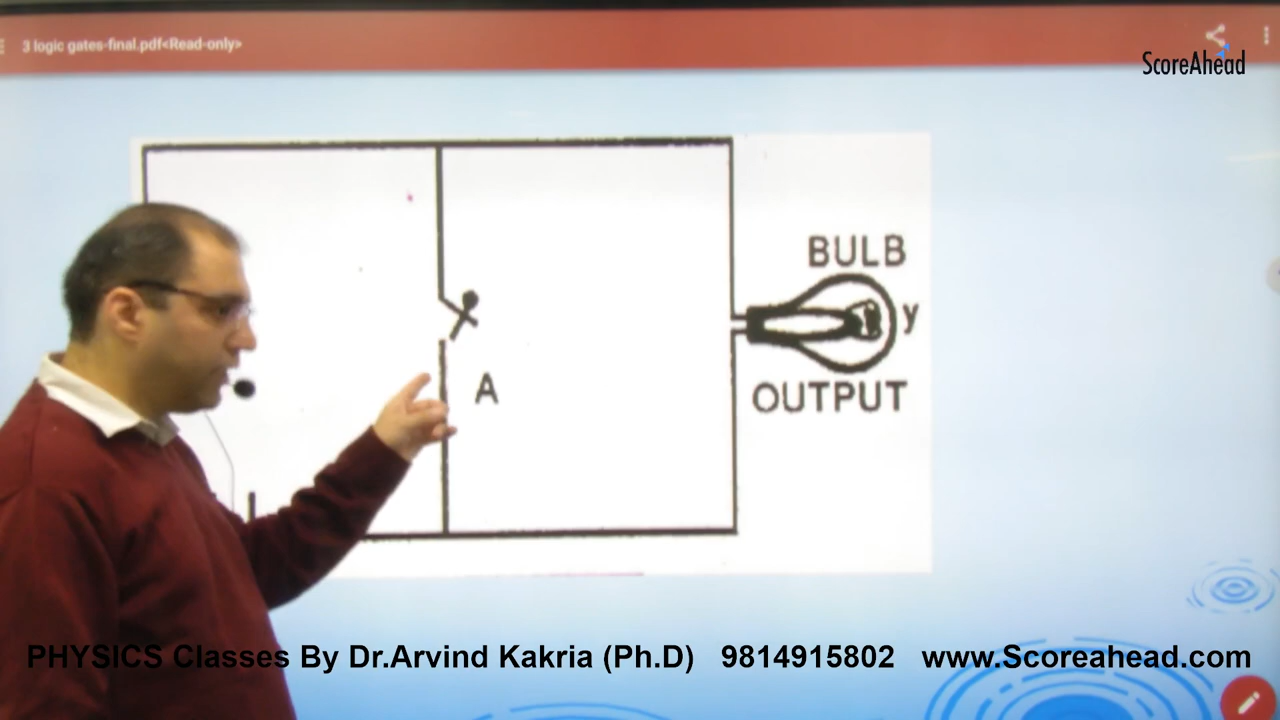 3 logic gates-final.pdf<Read-only>
ScoreAhead
BULB
y
A
OUTPUT
PHYSICS Classes By Dr.Arvind Kakria (Ph.D) 9814915802 www.Scoreahead.com